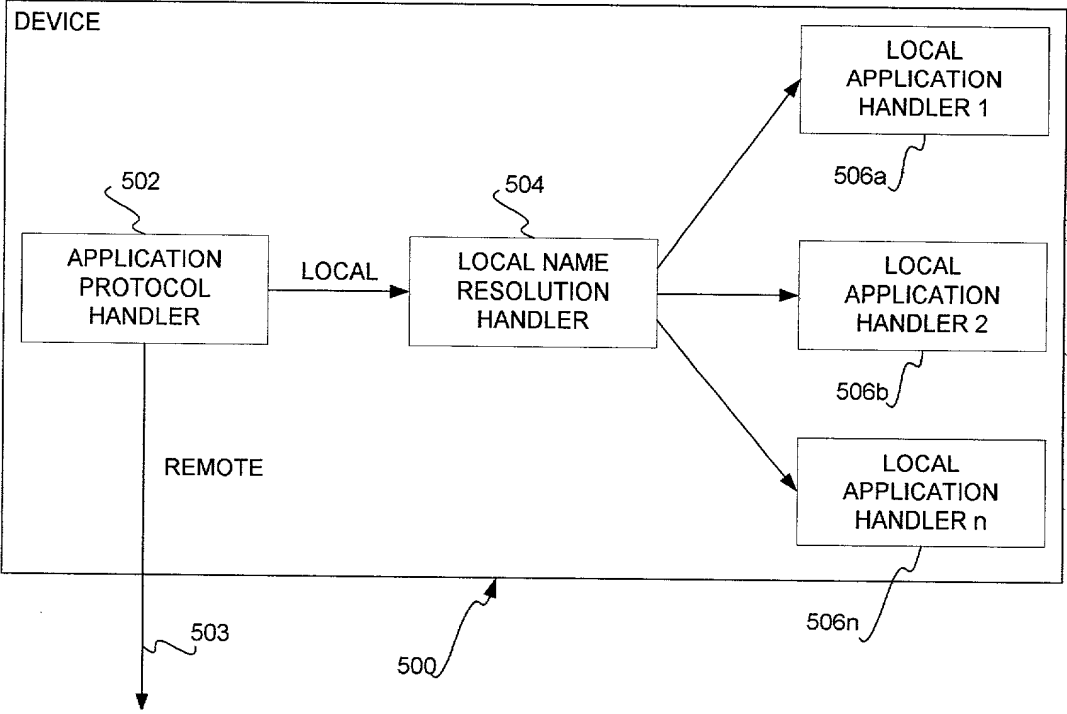 DEVICE
LOCAL
APPLICATION
HANDLER 1
506a
502
504
APPLICATION
PROTOCOL
HANDLER
LOCAL
LOCAL NAME
RESOLUTION
HANDLER
LOCAL
APPLICATION
HANDLER 2
506b
REMOTE
LOCAL
APPLICATION
HANDLER n
506n
503
500